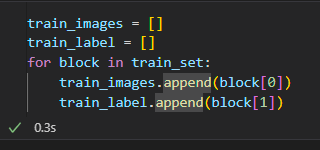 train_images = []
train_label = []
for block in train_set:
    train_images.append(block[0])
    train_label.append(block[1])
✓ 0.3s